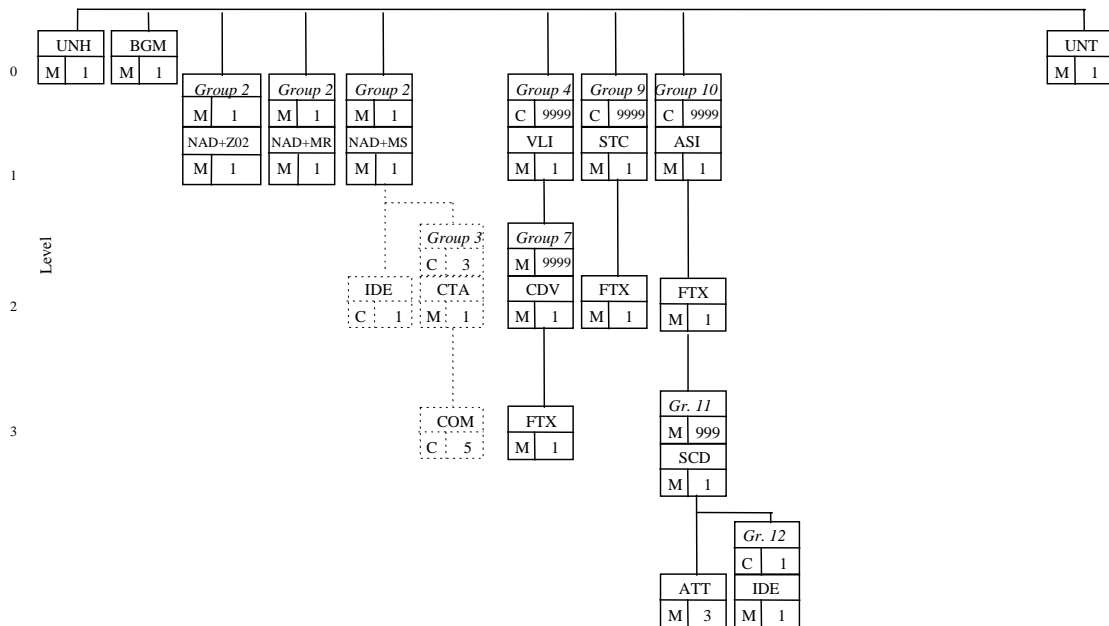 UNH BGM UNT
M 1 M 1 M 1
0
Group 2 Group 2 Group 2 Group 4 Group 9 Group 10
M 1 M 1 M 1 C 9999 C 9999 C 9999
NAD+Z02 NAD+MR NAD+MS VLI STC ASI
M 1 M 1 M 1 M 1 M 1 M 1
1
Level
Group 3 Group 7
C 3 M 9999
IDE CTA CDV FTX FTX
C 1 M 1 M 1 M 1 M 1
2
Gr. 11
M 999
COM FTX
C 5 M 1
3
SCD
M 1
Gr. 12
C 1
ATT IDE
M 3 M 1